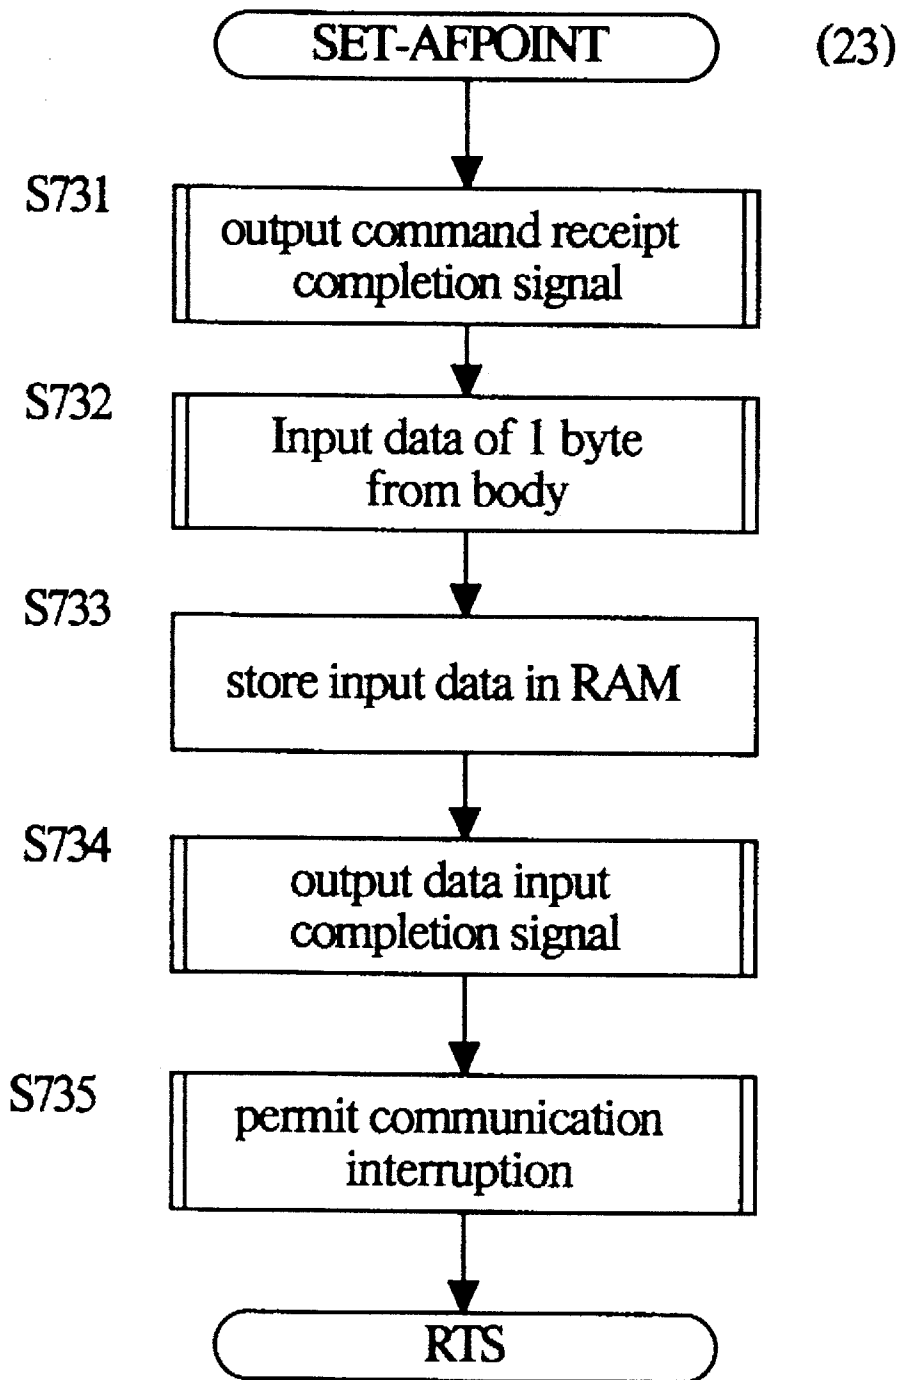 SET-AFPOINT
(23)
S731
output command receipt
completion signal
S732
Input data of 1 byte
from body
S733
store input data in RAM
S734
output data input
completion signal
S735
permit communication
interruption
RTS